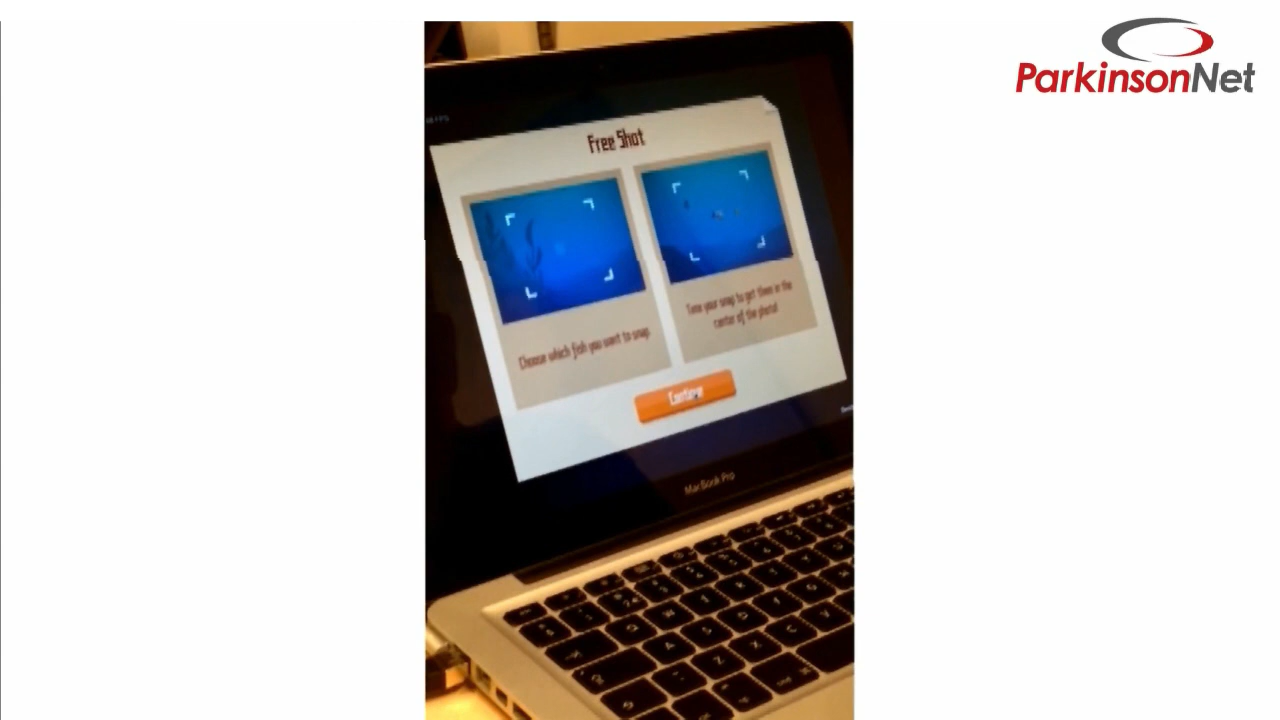 ParkinsonNet
Free Shot
Choose which fish you want to snap.
Time your snap to get them in the
center of the photo!
Continue
MacBook Pro